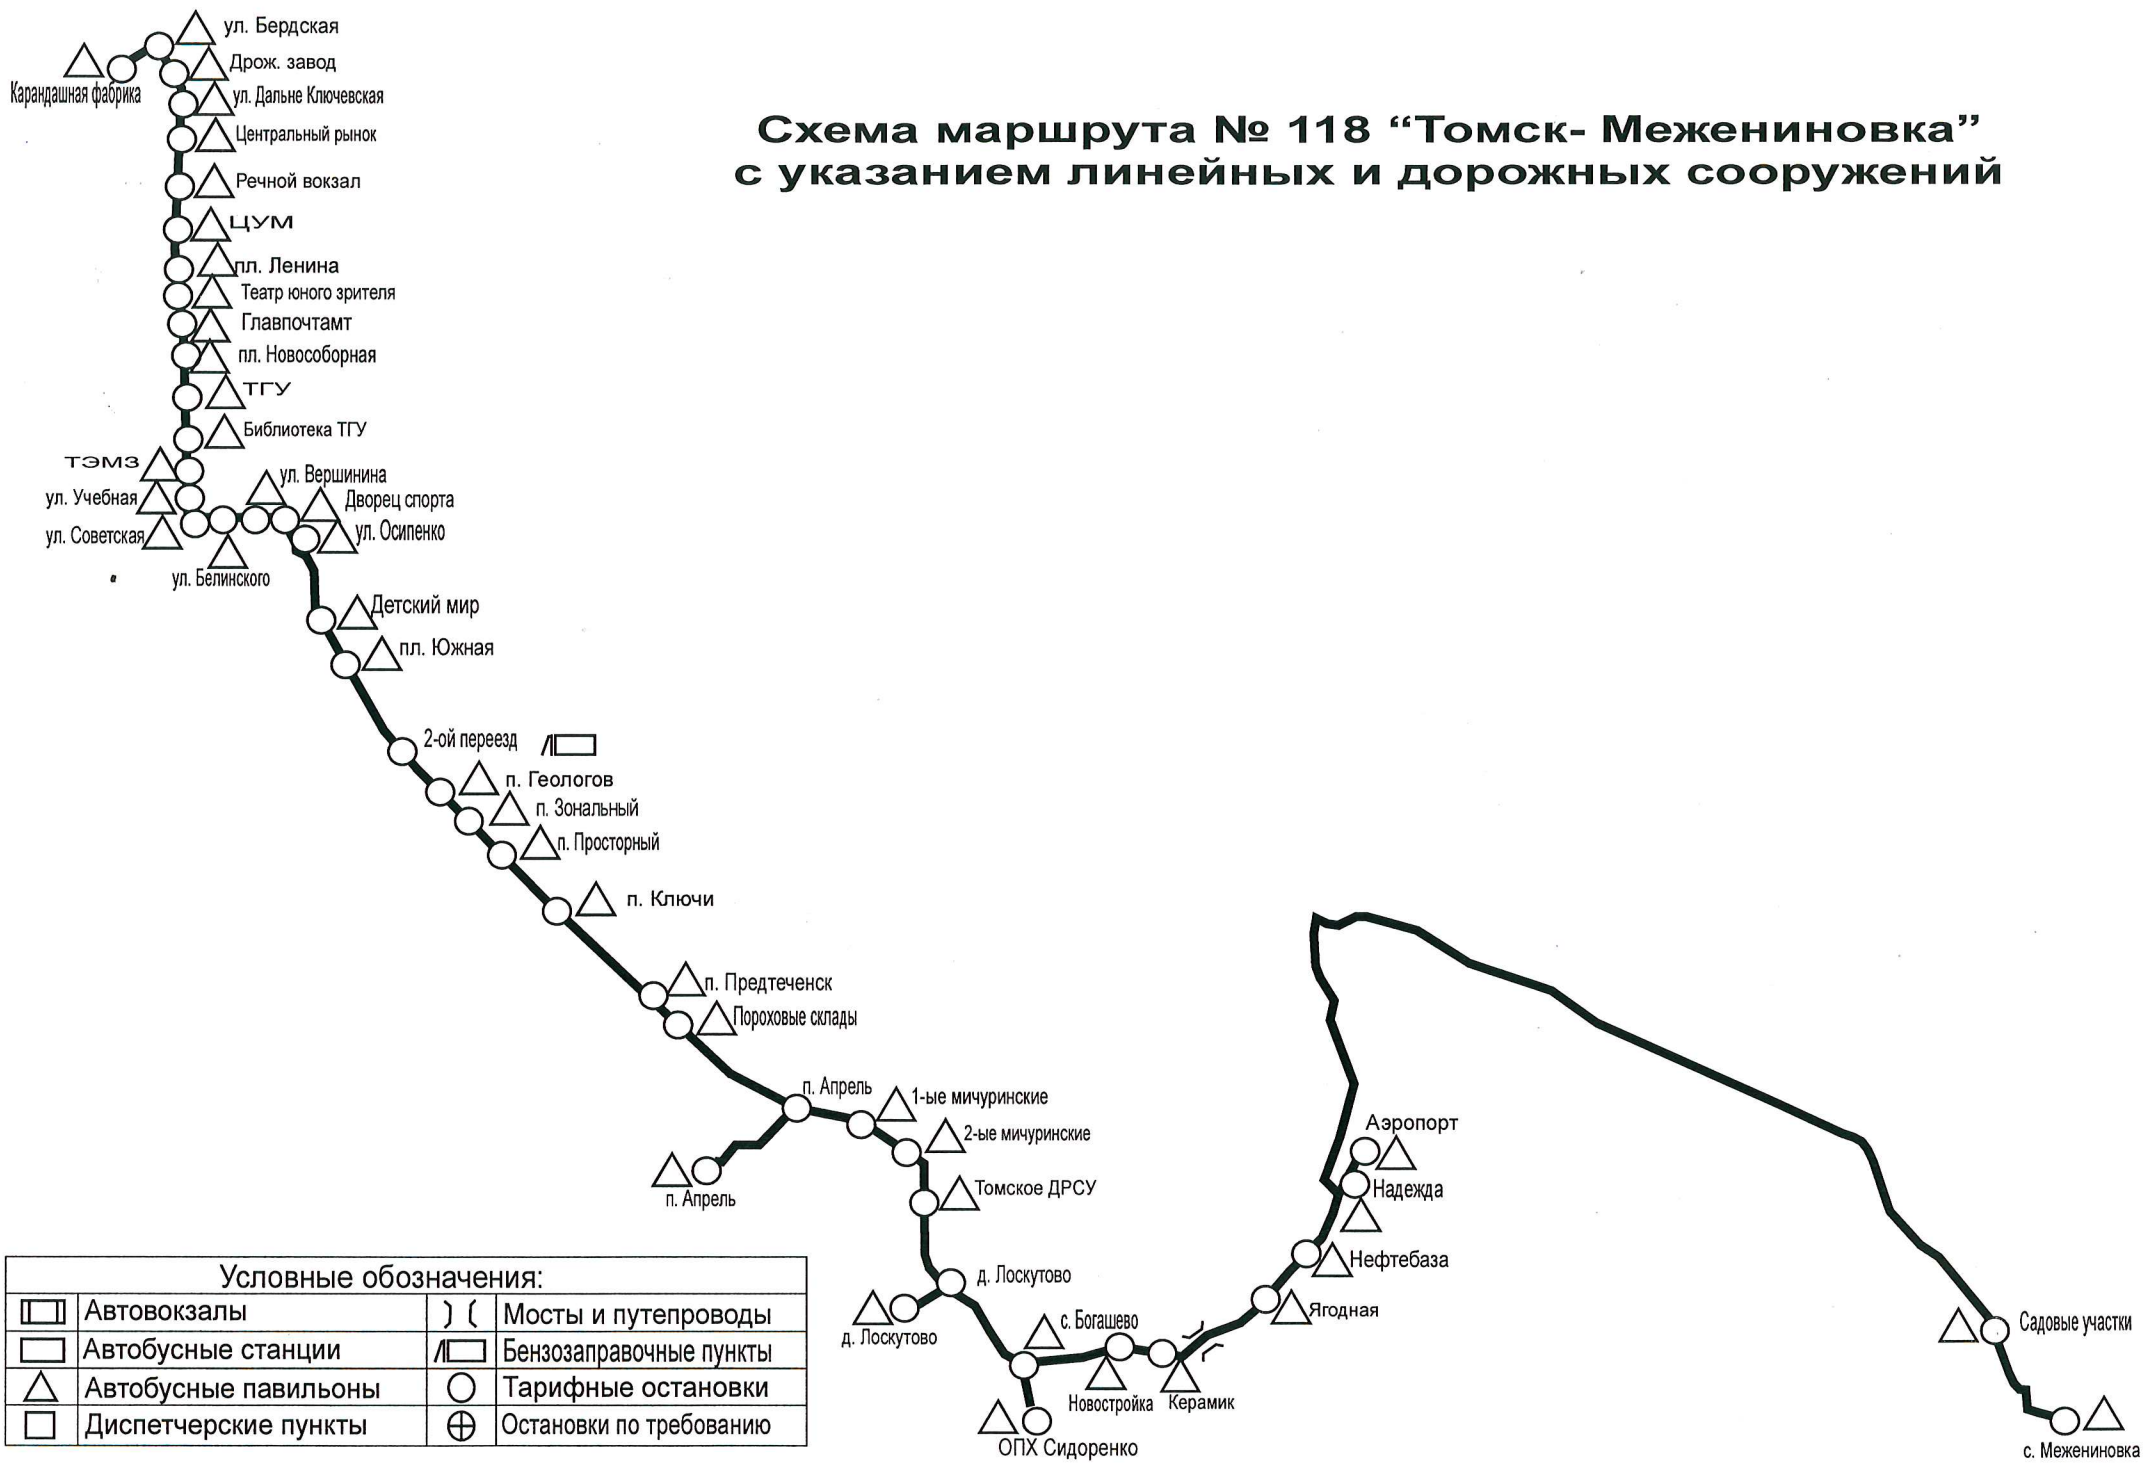 Схема маршрута № 118 “Томск- Межениновка”
с указанием линейных и дорожных сооружений
ул. Бердская
Карандашная фабрика
Дрож. завод
ул. Дальне Ключевская
Центральный рынок
Речной вокзал
ЦУМ
пл. Ленина
Театр юного зрителя
Главпочтамт
пл. Новособорная
ТГУ
Библиотека ТГУ
ТЭМЗ
ул. Учебная
ул. Советская
ул. Белинского
ул. Вершинина
Дворец спорта
ул. Осипенко
Детский мир
пл. Южная
2-ой переезд
п. Геологов
п. Зональный
п. Просторный
п. Ключи
п. Предтеченск
Пороховые склады
п. Апрель
п. Апрель
1-ые мичуринские
2-ые мичуринские
Томское ДРСУ
д. Лоскутово
д. Лоскутово
с. Богашево
ОПХ Сидоренко
Новостройка
Керамик
Ягодная
Нефтебаза
Надежда
Аэропорт
Садовые участки
с. Межениновка
Условные обозначения:
Автовокзалы
Мосты и путепроводы
Автобусные станции
Бензозаправочные пункты
Автобусные павильоны
Тарифные остановки
Диспетчерские пункты
Остановки по требованию